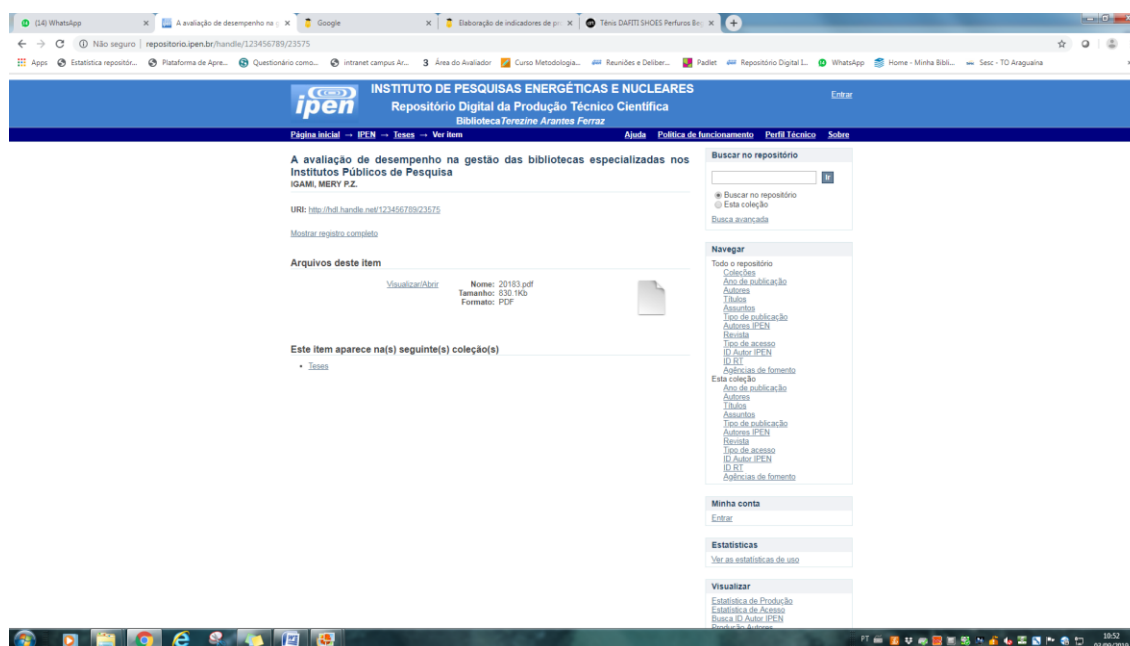 (14) WhatsApp
A avaliação de desempenho na g
Google
Elaboração de indicadores de pro
Tênis DAFITI SHOES Perfuros Beg
Não seguro | repositorio.ipen.br/handle/123456789/23575
Apps
Estatística repositór...
Plataforma de Apre...
Questionário como...
intranet campus Ar...
Área do Avaliador
Curso Metodologia...
Reuniões e Deliber...
Padlet
Repositório Digital I...
WhatsApp
Home - Minha Bibli...
Sesc - TO Araguaina
ipen
INSTITUTO DE PESQUISAS ENERGÉTICAS E NUCLEARES
Repositório Digital da Produção Técnico Científica
Biblioteca Terezine Arantes Ferraz
Entrar
Página inicial → IPEN → Teses → Ver item
Ajuda Política de funcionamento Perfil Técnico Sobre
A avaliação de desempenho na gestão das bibliotecas especializadas nos
Institutos Públicos de Pesquisa
IGAMI, MERY P.Z.
URI: http://hdl.handle.net/123456789/23575
Mostrar registro completo
Arquivos deste item
Visualizar/Abrir
Nome: 20183.pdf
Tamanho: 830.1Kb
Formato: PDF
Este item aparece na(s) seguinte(s) coleção(s)
Teses
Buscar no repositório
Ir
Buscar no repositório
Esta coleção
Busca avançada
Navegar
Todo o repositório
Coleções
Ano de publicação
Autores
Títulos
Assuntos
Tipo de publicação
Autores IPEN
Revista
Tipo de acesso
ID Autor IPEN
ID RT
Agências de fomento
Esta coleção
Ano de publicação
Autores
Títulos
Assuntos
Tipo de publicação
Autores IPEN
Revista
Tipo de acesso
ID Autor IPEN
ID RT
Agências de fomento
Minha conta
Entrar
Estatísticas
Ver as estatísticas de uso
Visualizar
Estatística de Produção
Estatística de Acesso
Busca ID Autor IPEN
Produção Autores
PT
10:52
03/09/2019